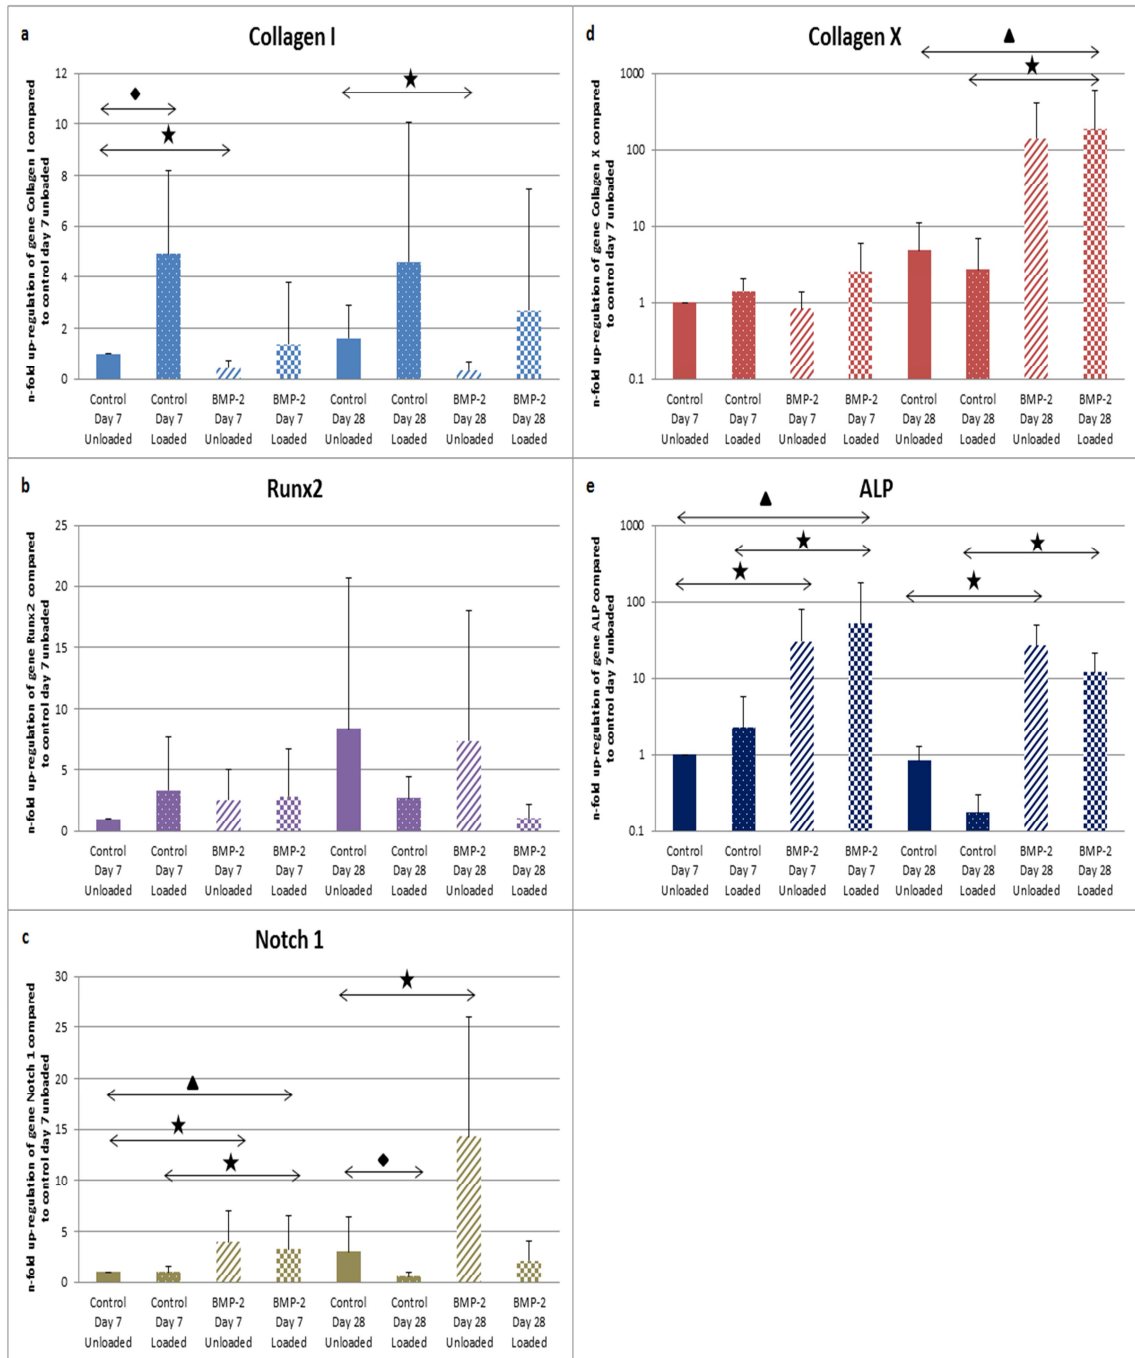 a
Collagen I
n-fold up-regulation of gene Collagen I compared
to control day 7 unloaded
12
10
8
6
4
2
0
Control Control BMP-2 BMP-2 Control Control BMP-2 BMP-2
Day 7 Day 7 Day 7 Day 7 Day 28 Day 28 Day 28 Day 28
Unloaded Loaded Unloaded Loaded Unloaded Loaded Unloaded Loaded
d
Collagen X
n-fold up-regulation of gene Collagen X compared
to control day 7 unloaded
1000
100
10
1
0.1
Control Control BMP-2 BMP-2 Control Control BMP-2 BMP-2
Day 7 Day 7 Day 7 Day 7 Day 28 Day 28 Day 28 Day 28
Unloaded Loaded Unloaded Loaded Unloaded Loaded Unloaded Loaded
b
Runx2
n-fold up-regulation of gene Runx2 compared
to control day 7 unloaded
25
20
15
10
5
0
Control Control BMP-2 BMP-2 Control Control BMP-2 BMP-2
Day 7 Day 7 Day 7 Day 7 Day 28 Day 28 Day 28 Day 28
Unloaded Loaded Unloaded Loaded Unloaded Loaded Unloaded Loaded
e
ALP
n-fold up-regulation of gene ALP compared
to control day 7 unloaded
1000
100
10
1
0.1
Control Control BMP-2 BMP-2 Control Control BMP-2 BMP-2
Day 7 Day 7 Day 7 Day 7 Day 28 Day 28 Day 28 Day 28
Unloaded Loaded Unloaded Loaded Unloaded Loaded Unloaded Loaded
c
Notch 1
n-fold up-regulation of gene Notch 1 compared
to control day 7 unloaded
30
25
20
15
10
5
0
Control Control BMP-2 BMP-2 Control Control BMP-2 BMP-2
Day 7 Day 7 Day 7 Day 7 Day 28 Day 28 Day 28 Day 28
Unloaded Loaded Unloaded Loaded Unloaded Loaded Unloaded Loaded